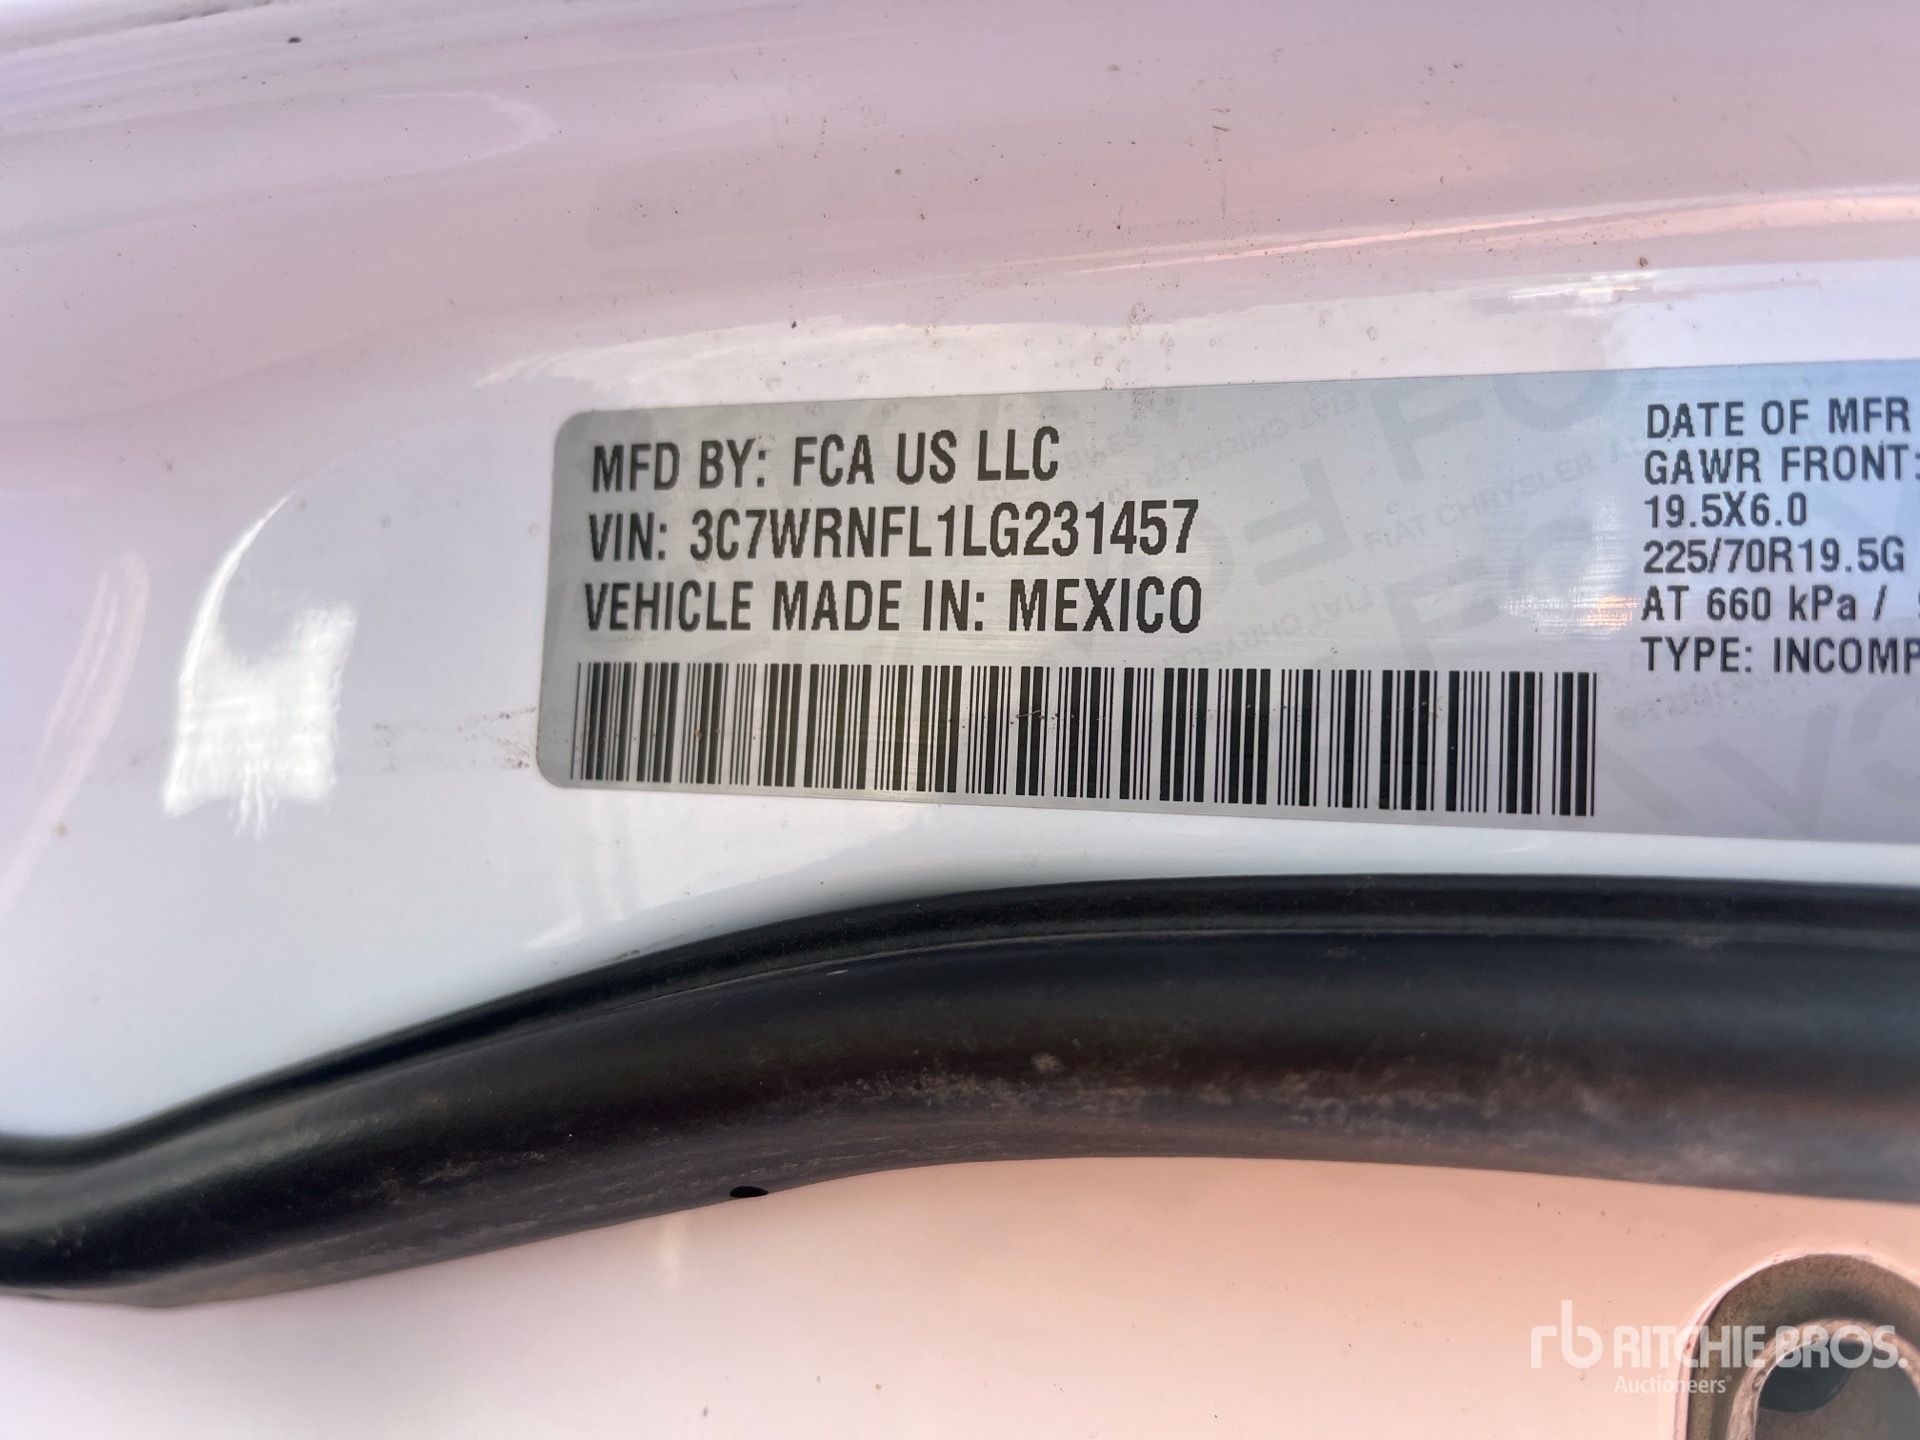 MFD BY: FCA US LLC
VIN: 3C7WRNFL1LG231457
VEHICLE MADE IN: MEXICO
DATE OF MFR
GAWR FRONT:
19.5X6.0
225/70R19.5G
AT 660 kPa /
TYPE: INCOMP
rb RITCHIE BROS.
Auctioneers